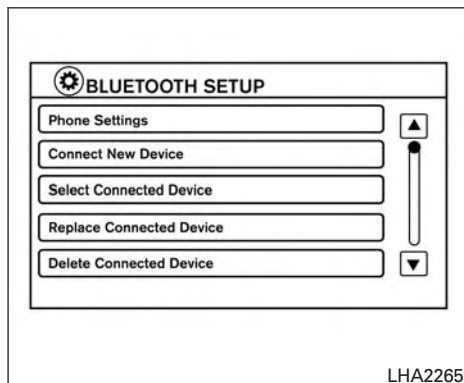 BLUETOOTH SETUP
Phone Settings
Connect New Device
Select Connected Device
Replace Connected Device
Delete Connected Device
LHA2265